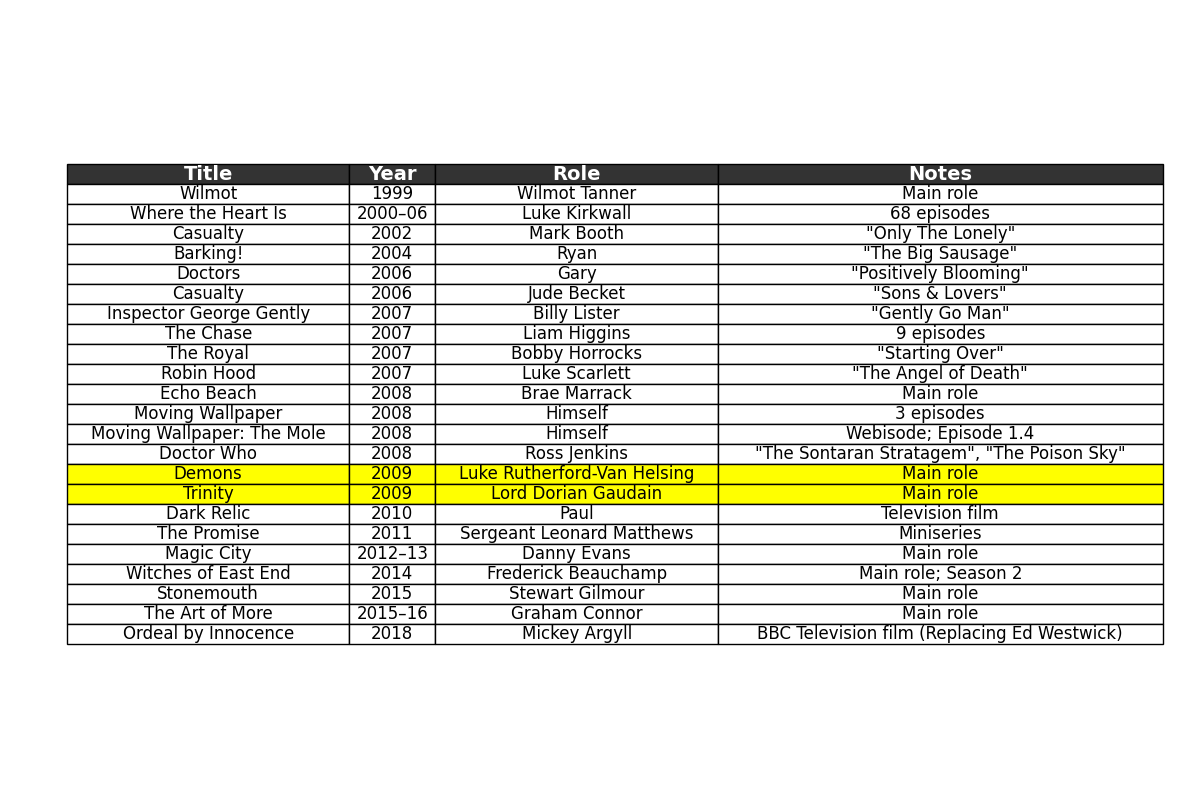 Title Year Role Notes
Wilmot 1999 Wilmot Tanner Main role
Where the Heart Is 2000–06 Luke Kirkwall 68 episodes
Casualty 2002 Mark Booth "Only The Lonely"
Barking! 2004 Ryan "The Big Sausage"
Doctors 2006 Gary "Positively Blooming"
Casualty 2006 Jude Becket "Sons & Lovers"
Inspector George Gently 2007 Billy Lister "Gently Go Man"
The Chase 2007 Liam Higgins 9 episodes
The Royal 2007 Bobby Horrocks "Starting Over"
Robin Hood 2007 Luke Scarlett "The Angel of Death"
Echo Beach 2008 Brae Marrack Main role
Moving Wallpaper 2008 Himself 3 episodes
Moving Wallpaper: The Mole 2008 Himself Webisode; Episode 1.4
Doctor Who 2008 Ross Jenkins "The Sontaran Stratagem", "The Poison Sky"
Demons 2009 Luke Rutherford-Van Helsing Main role
Trinity 2009 Lord Dorian Gaudain Main role
Dark Relic 2010 Paul Television film
The Promise 2011 Sergeant Leonard Matthews Miniseries
Magic City 2012–13 Danny Evans Main role
Witches of East End 2014 Frederick Beauchamp Main role; Season 2
Stonemouth 2015 Stewart Gilmour Main role
The Art of More 2015–16 Graham Connor Main role
Ordeal by Innocence 2018 Mickey Argyll BBC Television film (Replacing Ed Westwick)